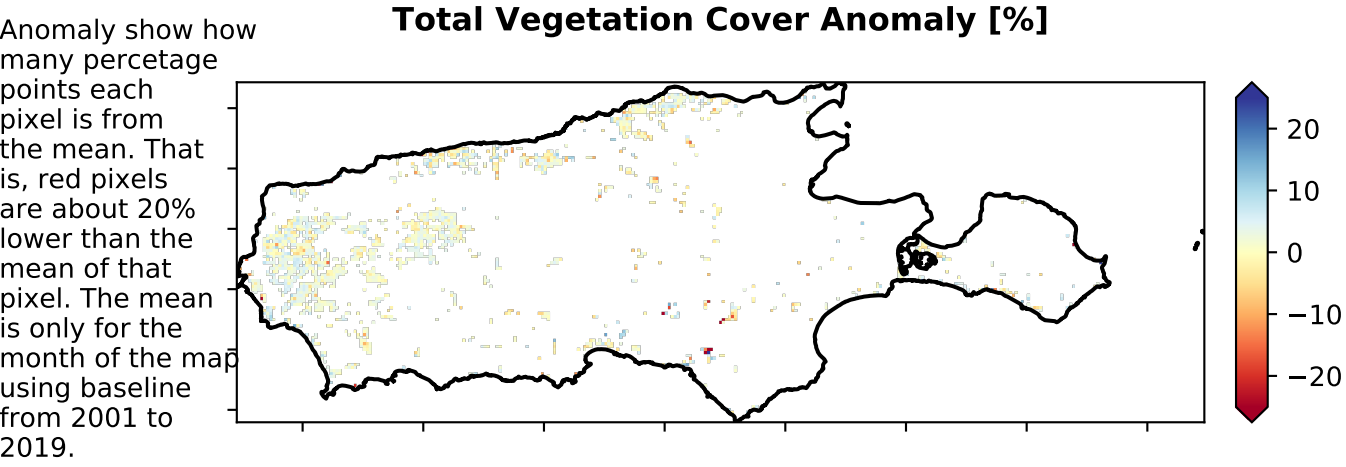 Total Vegetation Cover Anomaly [%]
Anomaly show how
many percetage
points each
pixel is from
the mean. That
is, red pixels
are about 20%
lower than the
mean of that
pixel. The mean
is only for the
month of the map
using baseline
from 2001 to
2019.
20
10
0
−10
−20